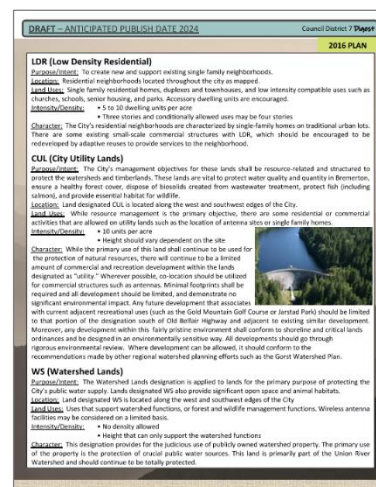 DRAFT – ANTICIPATED PUBLISH DATE 2024
Council District 7 Digest
2016 PLAN
LDR (Low Density Residential)
Purpose/Intent: To create new and support existing single family neighborhoods.
Location: Residential neighborhoods located throughout the city as mapped.
Land Uses: Single family residential homes, duplexes and townhouses, and low intensity compatible uses such as
churches, schools, senior housing, and parks. Accessory dwelling units are encouraged.
Intensity/Density: • 5 to 10 dwelling units per acre
• Three stories and conditionally allowed uses may be four stories
Character: The City's residential neighborhoods are characterized by single-family homes on traditional urban lots.
There are some existing small-scale commercial structures with LDR, which should be encouraged to be
redeveloped by adaptive reuses to provide services to the neighborhood.
CUL (City Utility Lands)
Purpose/Intent: The City's management objectives for these lands shall be resource-related and structured to
protect the watersheds and timberlands. These lands are vital to protect water quality and quantity in Bremerton,
ensure a healthy forest cover, dispose of biosolids created from wastewater treatment, protect fish (including
salmon), and provide essential habitat for wildlife.
Location: Land designated CUL is located along the west and southwest edges of the City.
Land Uses: While resource management is the primary objective, there are some residential or commercial
activities that are allowed on utility lands such as the location of antenna sites or single family homes.
Intensity/Density: • 10 units per acre
• Height should vary dependent on the site
Character: While the primary use of this land shall continue to be used for
the protection of natural resources, there will continue to be a limited
amount of commercial and recreation development within the lands
designated as "utility." Wherever possible, co-location should be utilized
for commercial structures such as antennas. Minimal footprints shall be
required and all development should be limited, and demonstrate no
significant environmental impact. Any future development that associates
with current adjacent recreational uses (such as the Gold Mountain Golf Course or Jarstad Park) should be limited
to that portion of the designation south of Old Belfair Highway and adjacent to existing similar development.
Moreover, any development within this fairly pristine environment shall conform to shoreline and critical lands
ordinances and be designed in an environmentally sensitive way. All developments should go through
rigorous environmental review. Where development can be allowed, it should conform to the
recommendations made by other regional watershed planning efforts such as the Gorst Watershed Plan.
WS (Watershed Lands)
Purpose/Intent: The Watershed Lands designation is applied to lands for the primary purpose of protecting the
City's public water supply. Lands designated WS also provide significant open space and animal habitats.
Location: Land designated WS is located along the west and southwest edges of the City
Land Uses: Uses that support watershed functions, or forest and wildlife management functions. Wireless antenna
facilities may be considered on a limited basis.
Intensity/Density: • No density allowed
• Height that can only support the watershed functions
Character: This designation provides for the judicious use of publicly owned watershed property. The primary use
of the property is the protection of crucial public water sources. This land is primarily part of the Union River
Watershed and should continue to be totally protected.